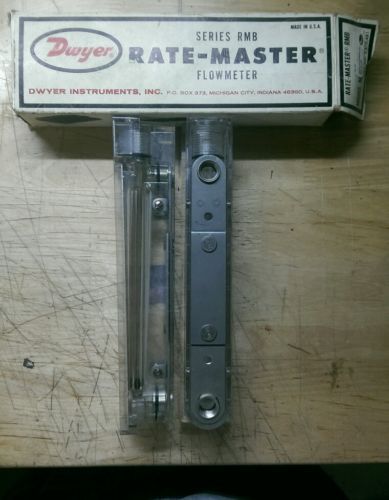 Dwyer®
SERIES RMB
RATE-MASTER®
FLOWMETER
MADE IN U.S.A.
DWYER INSTRUMENTS, INC. P.O. BOX 373, MICHIGAN CITY, INDIANA 46360, U.S.A.
RATE-MASTER RMB